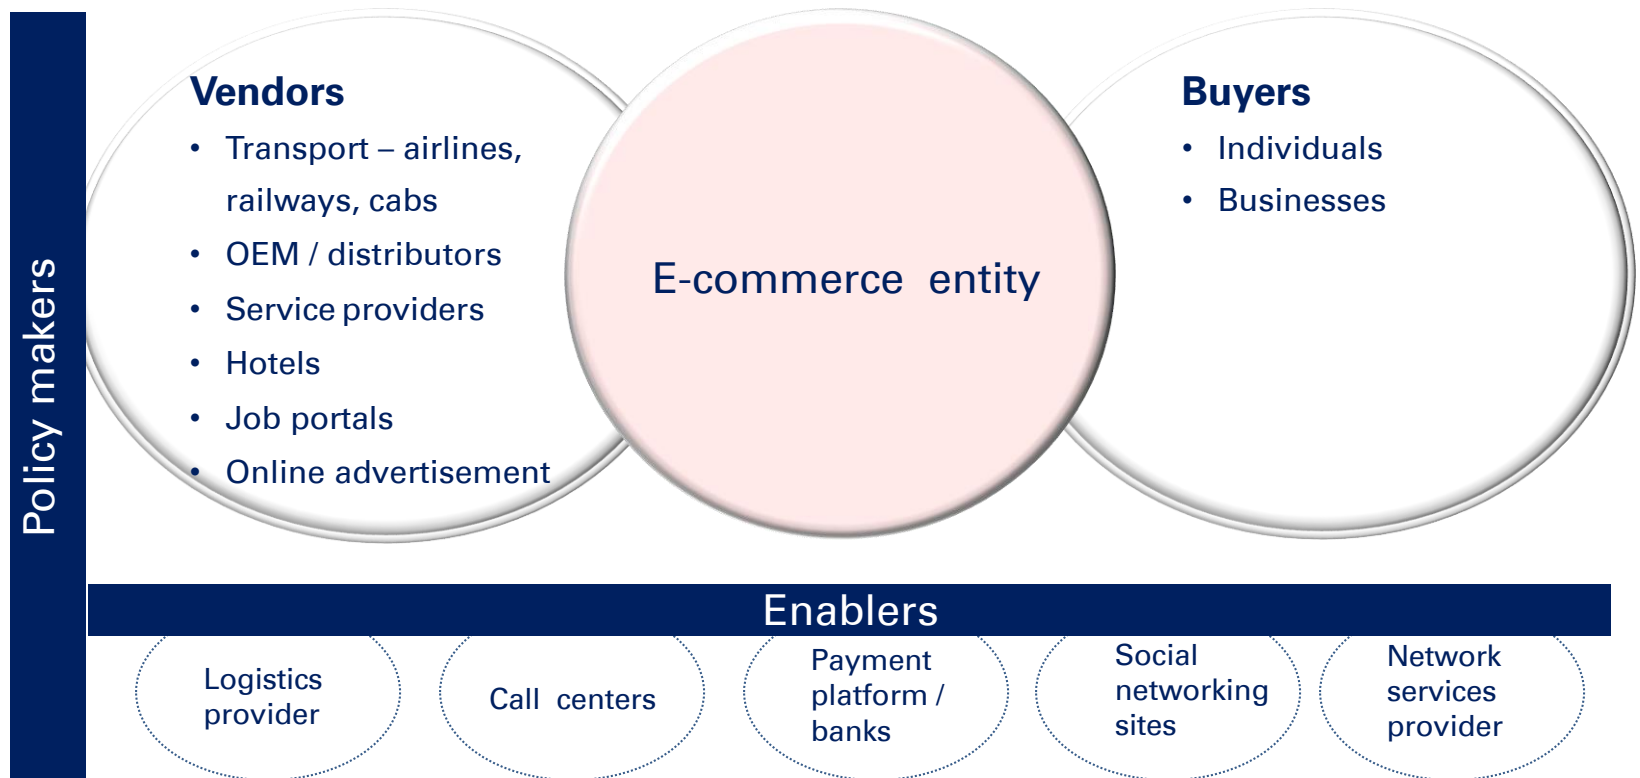 Policy makers
Vendors
• Transport – airlines,
railways, cabs
• OEM / distributors
• Service providers
• Hotels
• Job portals
• Online advertisement
E-commerce entity
Buyers
• Individuals
• Businesses
Enablers
Logistics
provider
Call centers
Payment
platform /
banks
Social
networking
sites
Network
services
provider